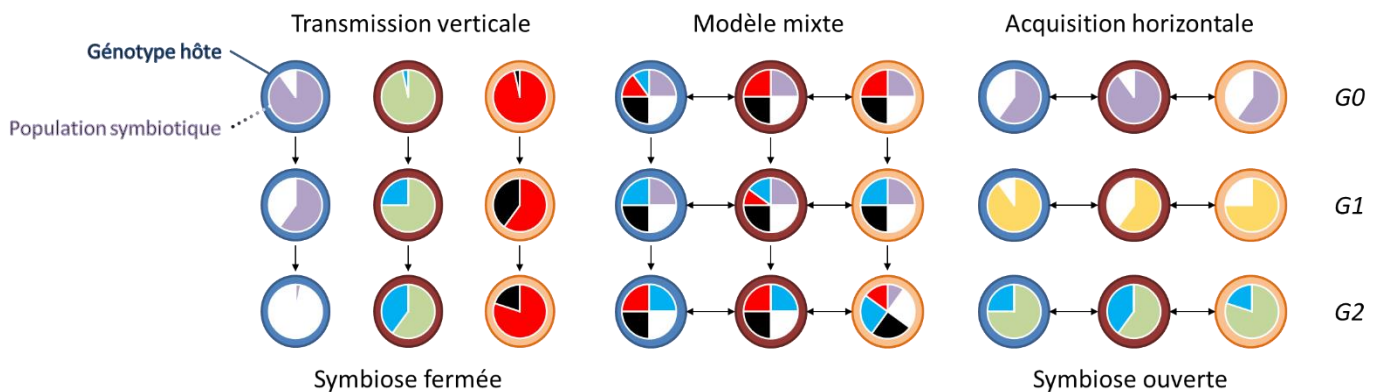 Transmission verticale
Modèle mixte
Acquisition horizontale
Génotype hôte
Population symbiotique
G0
G1
G2
Symbiose fermée
Symbiose ouverte